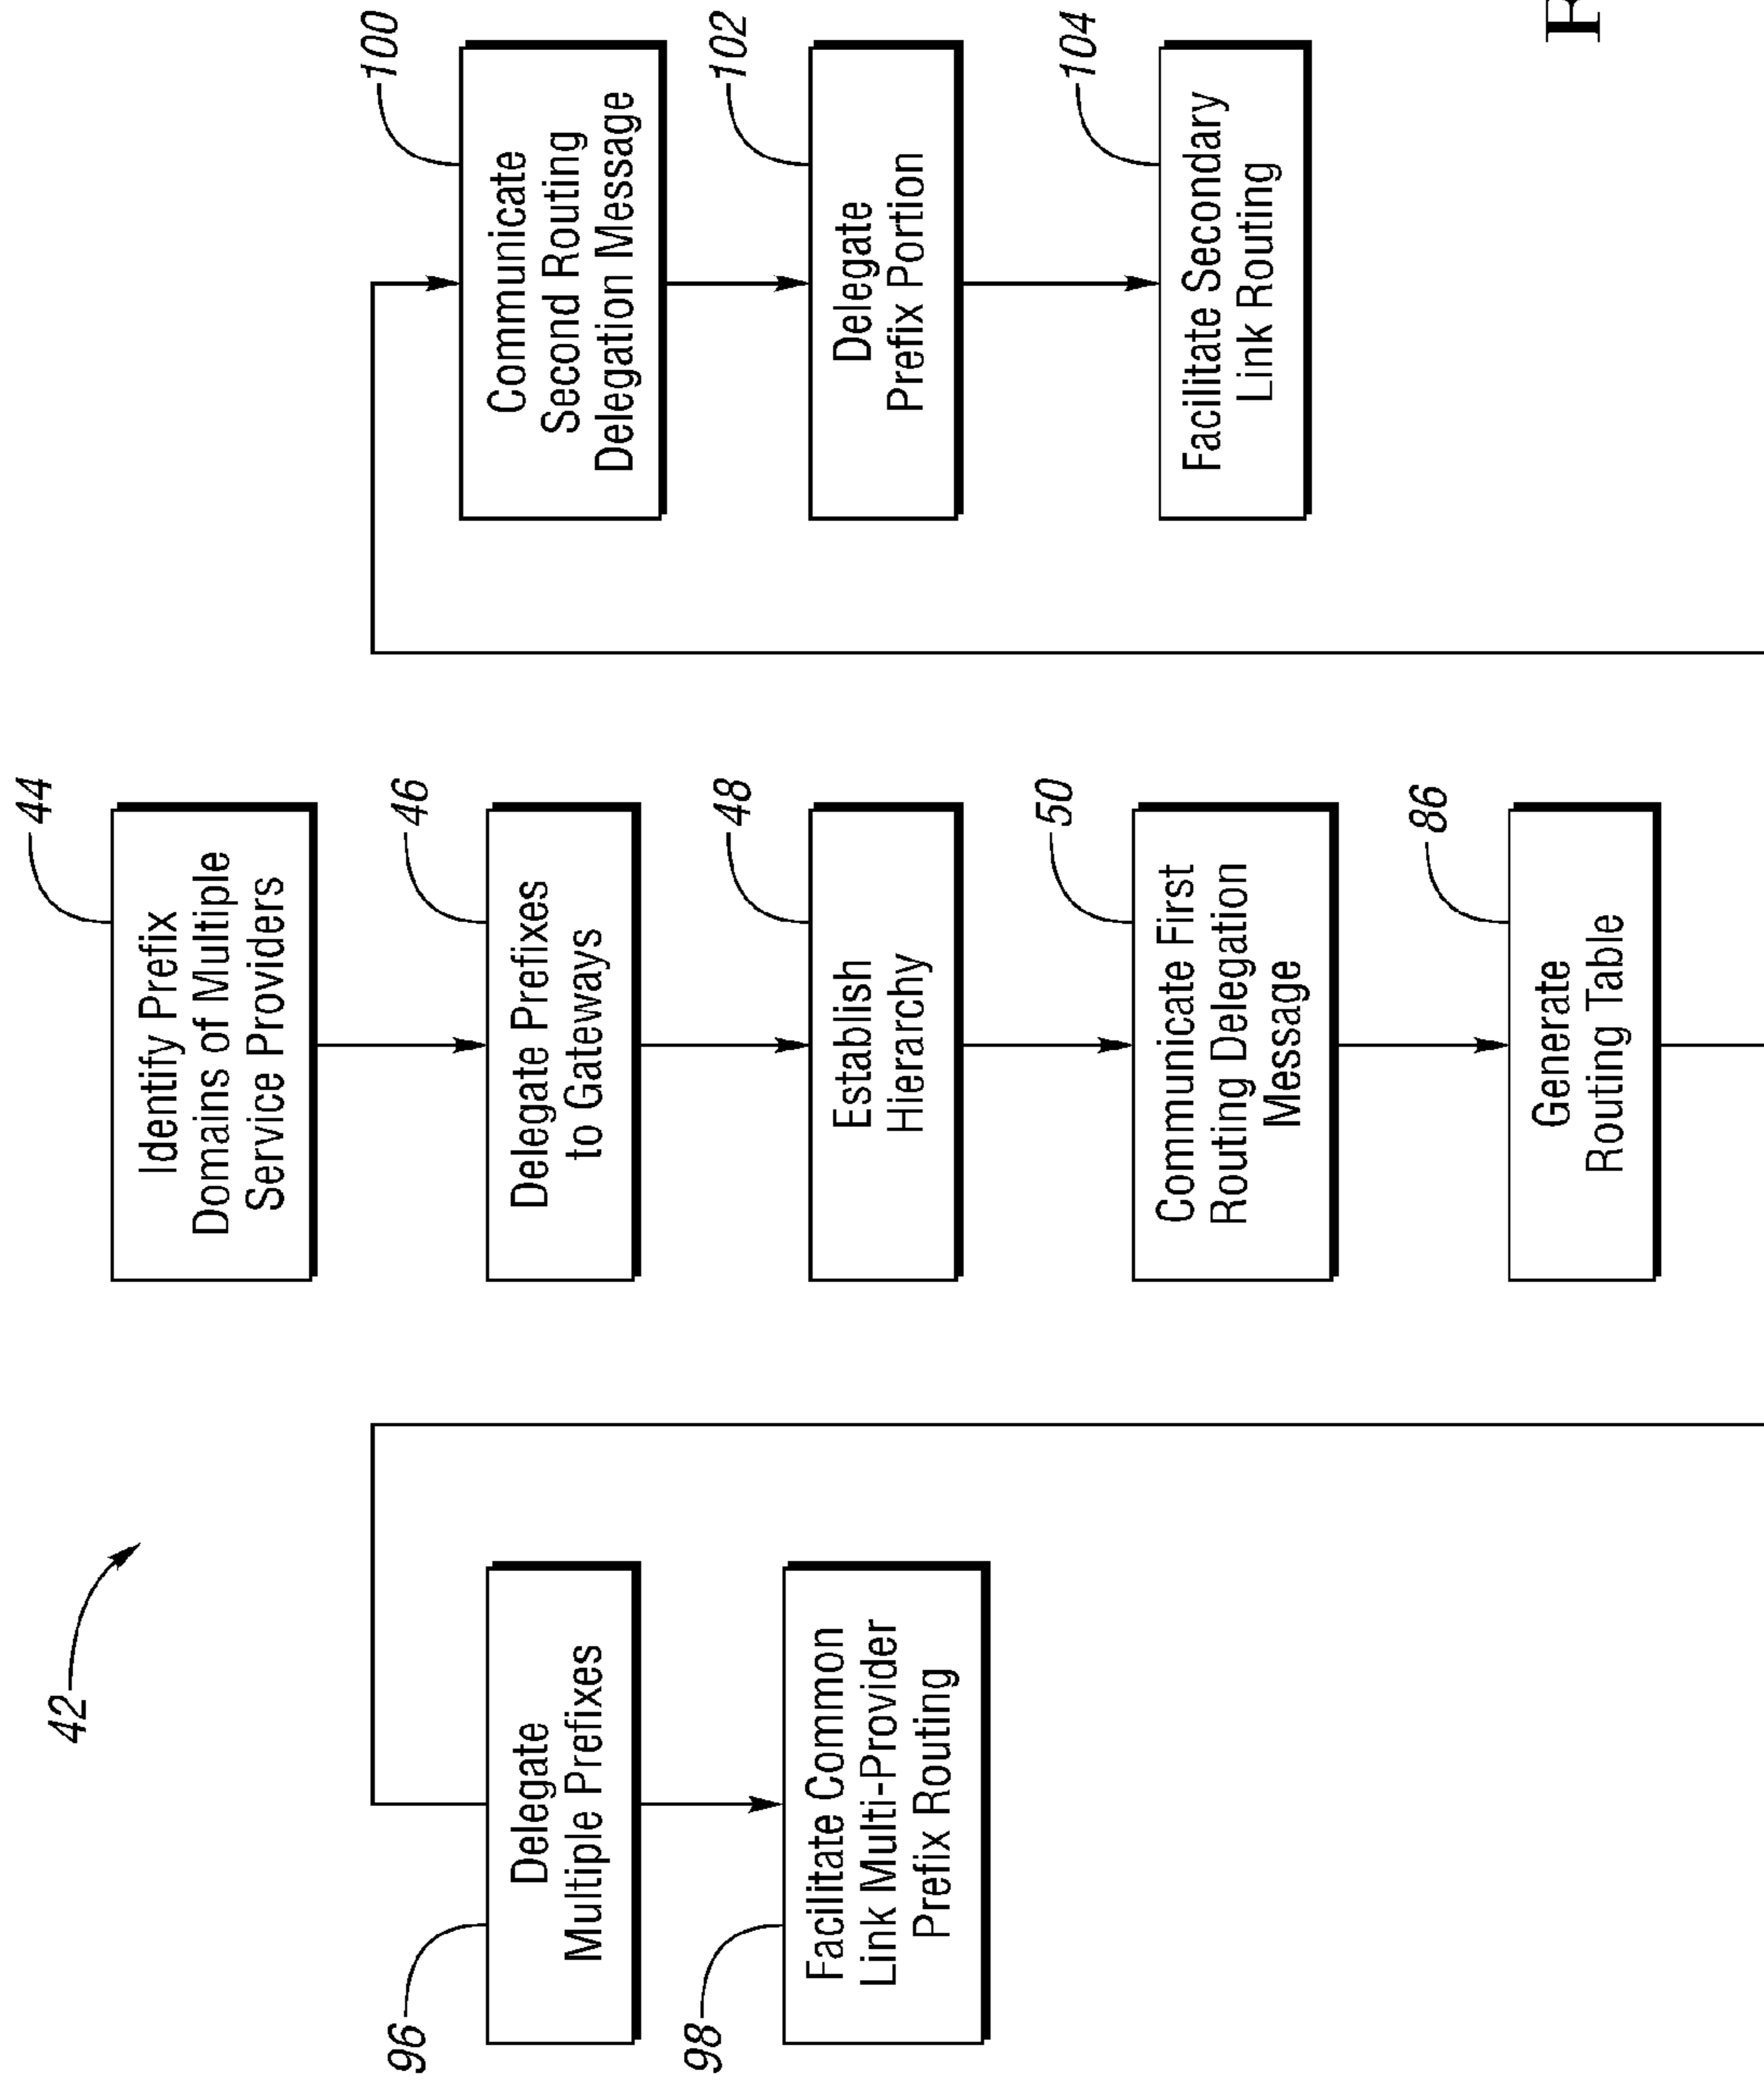 42
44
Identify Prefix
Domains of Multiple
Service Providers
46
Delegate Prefixes
to Gateways
48
Establish
Hierarchy
50
Communicate First
Routing Delegation
Message
86
Generate
Routing Table
96
Delegate
Multiple Prefixes
98
Facilitate Common
Link Multi-Provider
Prefix Routing
100
Communicate
Second Routing
Delegation Message
102
Delegate
Prefix Portion
104
Facilitate Secondary
Link Routing